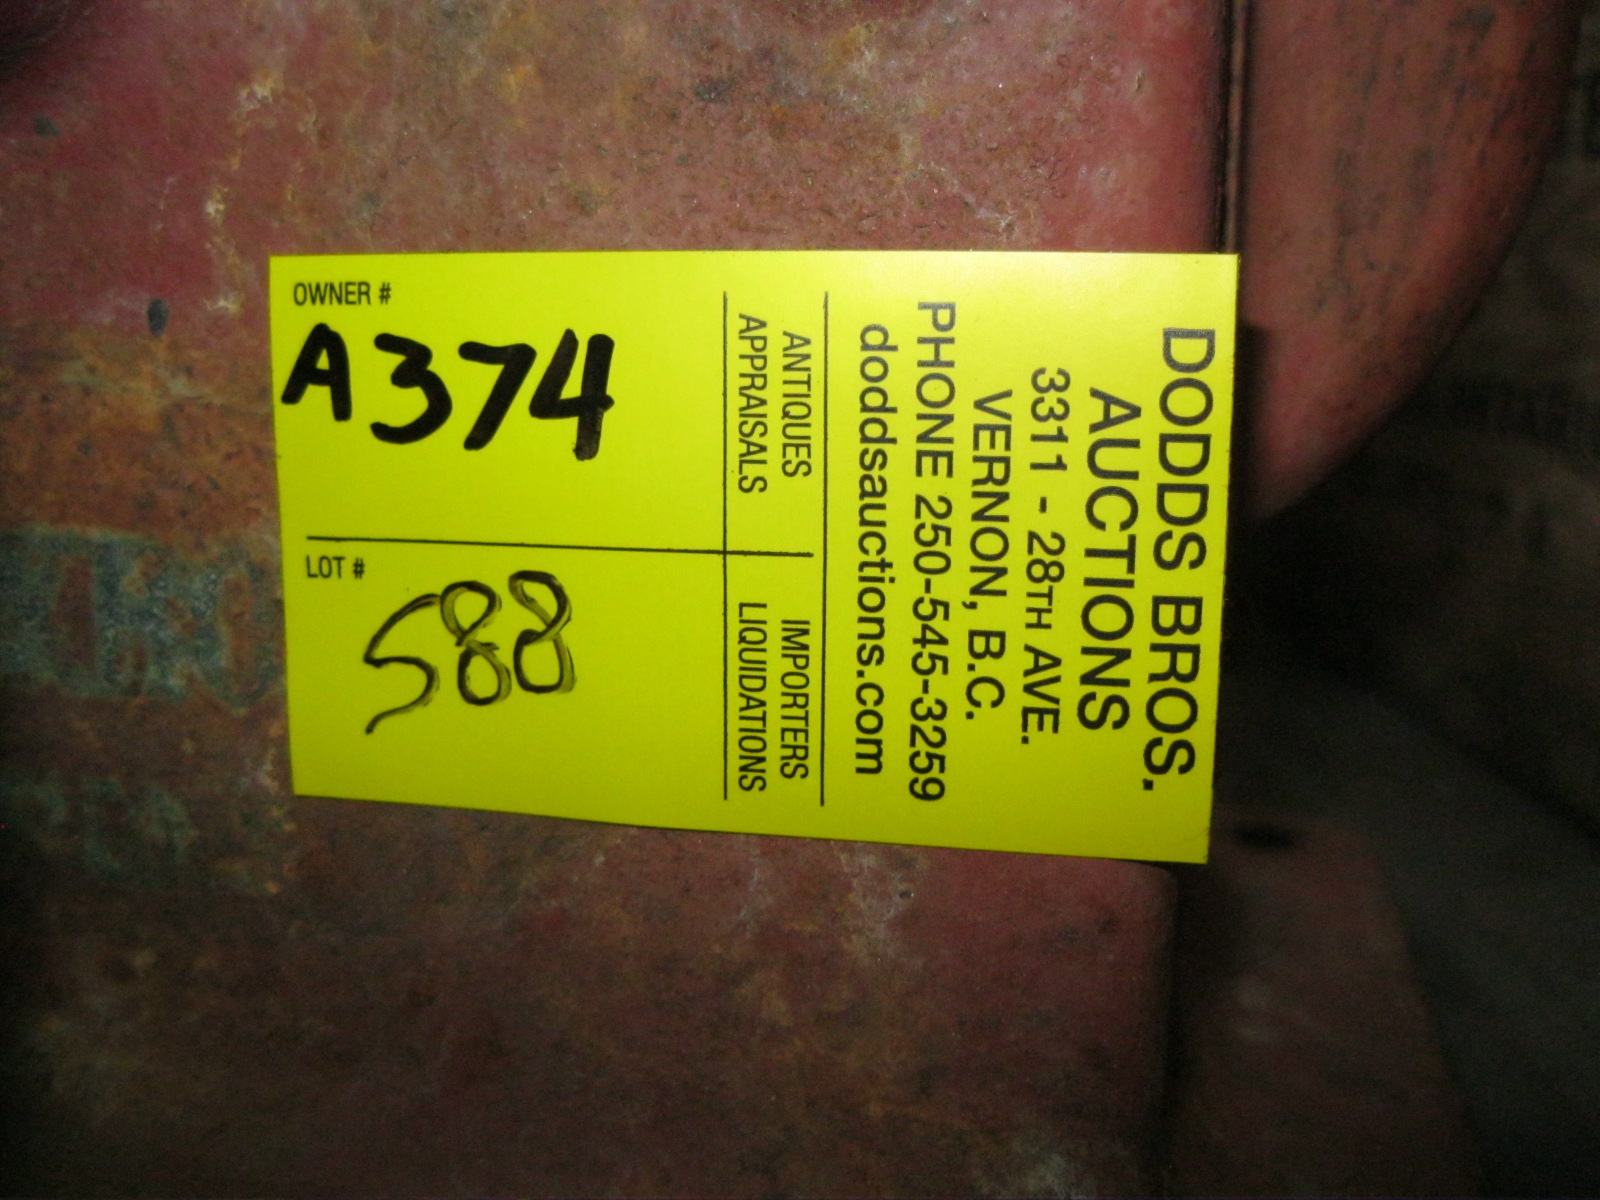 DODDS BROS.
AUCTIONS
3311 - 28TH AVE.
VERNON, B.C.
PHONE 250-545-3259
doddsauctions.com
ANTIQUES
APPRAISALS
IMPORTERS
LIQUIDATIONS
OWNER #
A374
LOT #
588